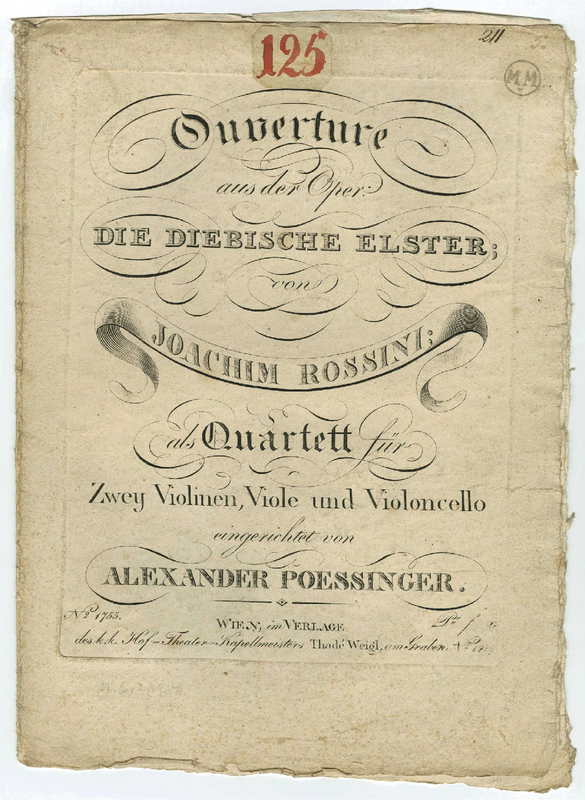 125
211
M.M
Ouverture
aus der Oper:
DIE DIEBISCHE ELSTER;
von
JOACHIM ROSSINI;
als Quartett für
Zwey Violinen, Viole und Violoncello
eingerichtet von
ALEXANDER POESSINGER.
No 1755.
WIEN, im VERLAGE
des k.k. Hof-Theater-Kapellmeisters Thadé Weigl, am Graben.